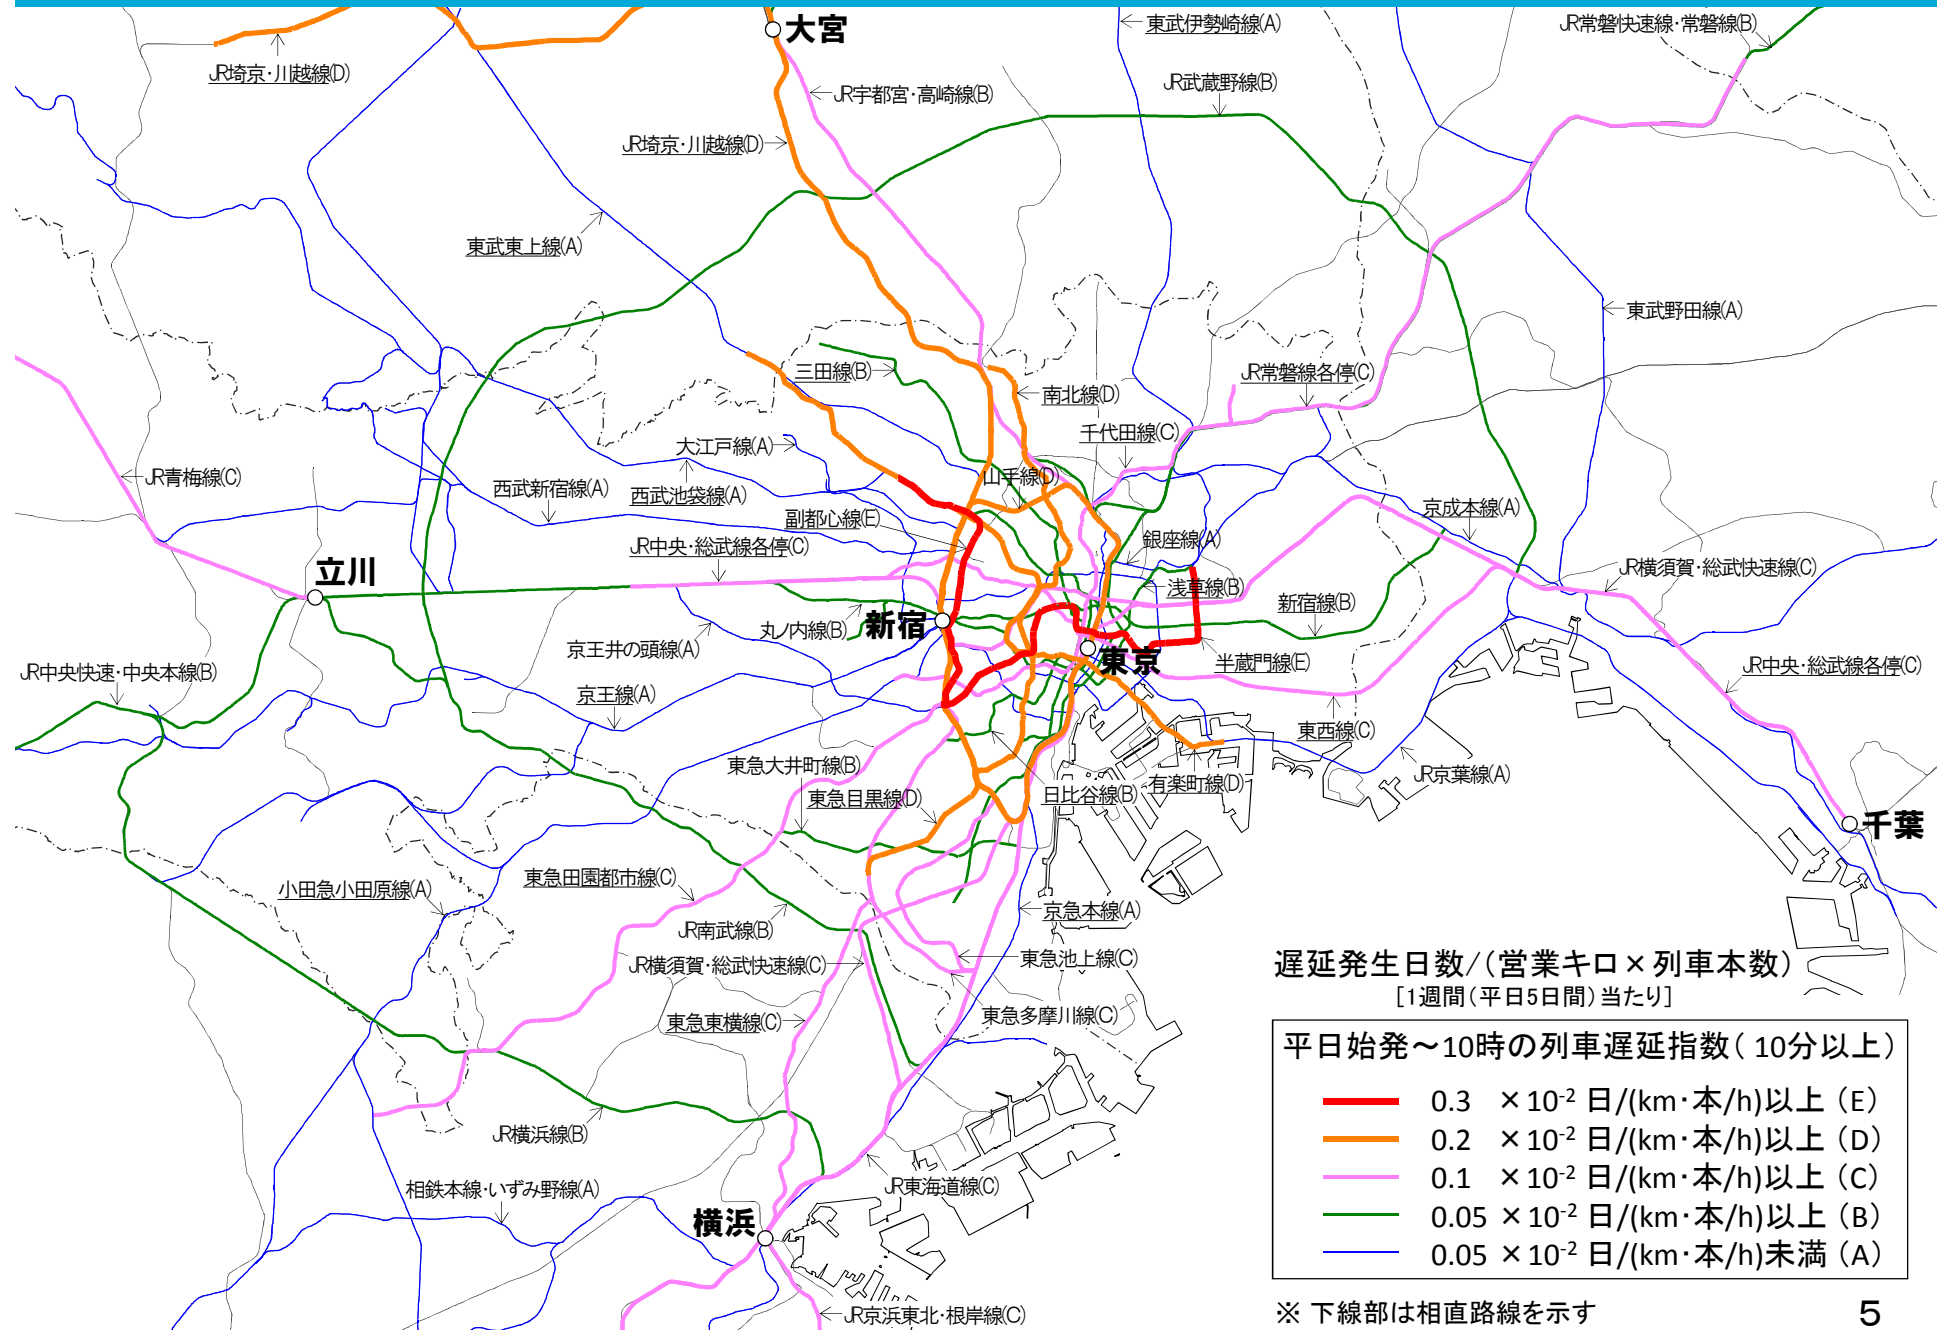 大宮
東武伊勢崎線(A)
JR常磐快速線・常磐線(B)
JR埼京・川越線(D)
JR宇都宮・高崎線(B)
JR武蔵野線(B)
JR埼京・川越線(D)
東武東上線(A)
東武野田線(A)
三田線(B)
南北線(D)
JR常磐線各停(C)
千代田線(C)
大江戸線(A)
山手線(D)
JR青梅線(C)
西武新宿線(A)
西武池袋線(A)
京成本線(A)
副都心線(E)
JR中央・総武線各停(C)
銀座線(A)
立川
JR横須賀・総武快速線(C)
浅草線(B)
新宿線(B)
丸ノ内線(B)
新宿
京王井の頭線(A)
東京
半蔵門線(E)
JR中央快速・中央本線(B)
JR中央・総武線各停(C)
京王線(A)
東西線(C)
東急大井町線(B)
JR京葉線(A)
有楽町線(D)
日比谷線(B)
東急目黒線(D)
千葉
小田急小田原線(A)
東急田園都市線(C)
京急本線(A)
JR南武線(B)
JR横須賀・総武快速線(C)
東急池上線(C)
東急東横線(C)
東急多摩川線(C)
JR横浜線(B)
JR東海道線(C)
相鉄本線・いずみ野線(A)
横浜
JR京浜東北・根岸線(C)
遅延発生日数/(営業キロ×列車本数)
[1週間(平日5日間)当たり]
平日始発～10時の列車遅延指数( 10分以上)
0.3 ×10⁻² 日/(km・本/h)以上 (E)
0.2 ×10⁻² 日/(km・本/h)以上 (D)
0.1 ×10⁻² 日/(km・本/h)以上 (C)
0.05 ×10⁻² 日/(km・本/h)以上 (B)
0.05 ×10⁻² 日/(km・本/h)未満 (A)
※ 下線部は相直路線を示す
5